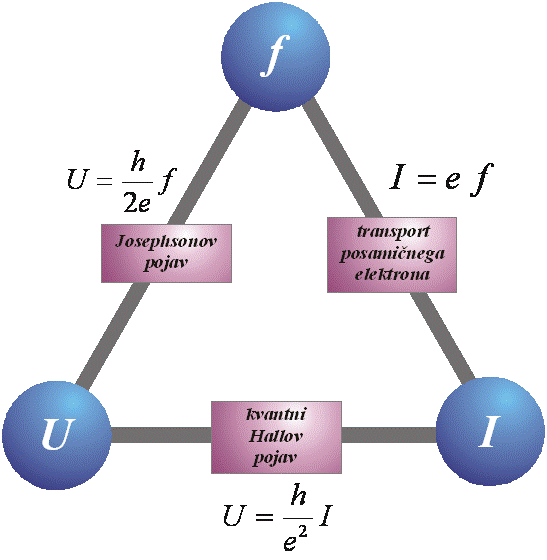 f
U = h/2e f
I = e f
Josephsonov
pojav
transport
posamičnega
elektrona
U
kvantni
Hallov
pojav
I
U = h/e² I